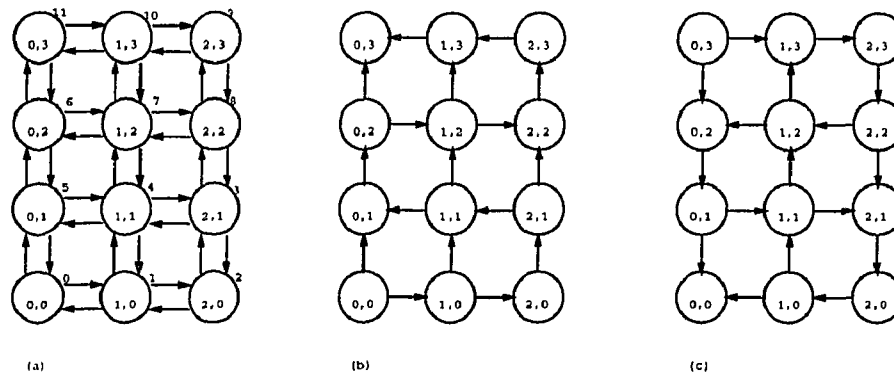 11 10 9
0,3 1,3 2,3 0,3 1,3 2,3 0,3 1,3 2,3
6 7 8
0,2 1,2 2,2 0,2 1,2 2,2 0,2 1,2 2,2
5 4 3
0,1 1,1 2,1 0,1 1,1 2,1 0,1 1,1 2,1
0 1 2
0,0 1,0 2,0 0,0 1,0 2,0 0,0 1,0 2,0
(a) (b) (c)